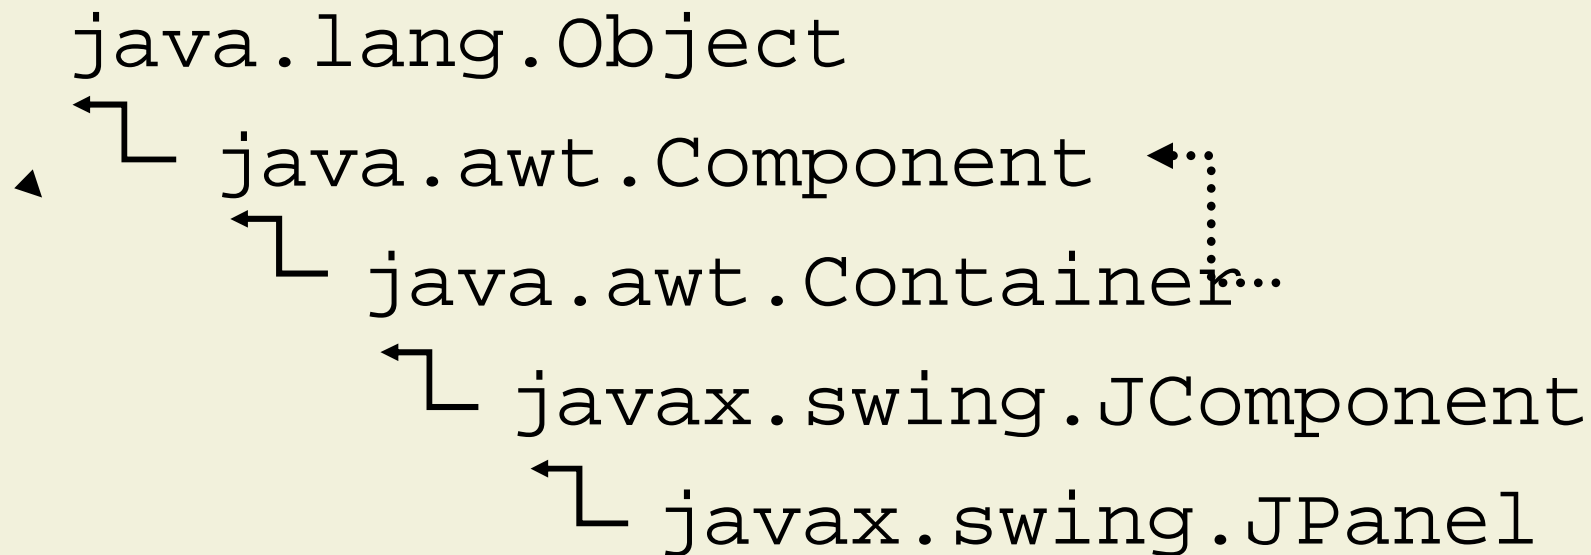 java.lang.Object
java.awt.Component
java.awt.Container
javax.swing.JComponent
javax.swing.JPanel